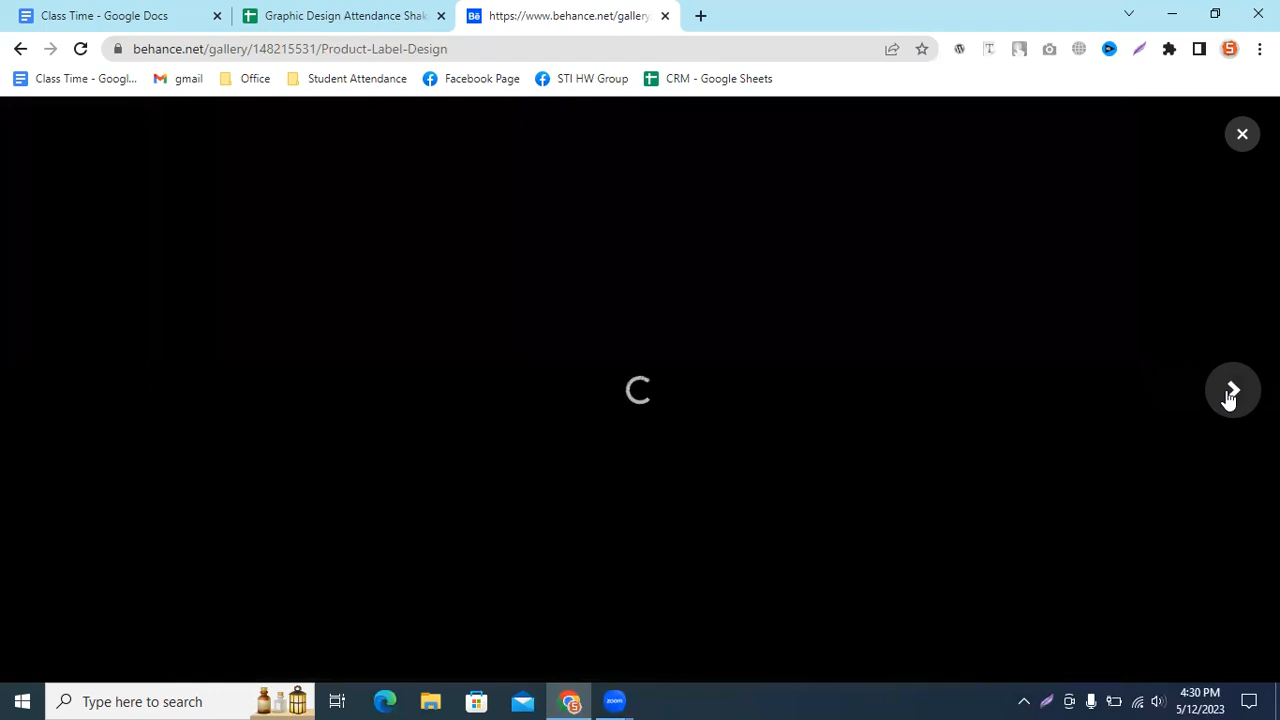 Class Time - Google Docs
Graphic Design Attendance Shak
Bē https://www.behance.net/gallery
behance.net/gallery/148215531/Product-Label-Design
Class Time - Googl...
gmail
Office
Student Attendance
Facebook Page
STI HW Group
CRM - Google Sheets
Type here to search
zoom
4:30 PM
5/12/2023